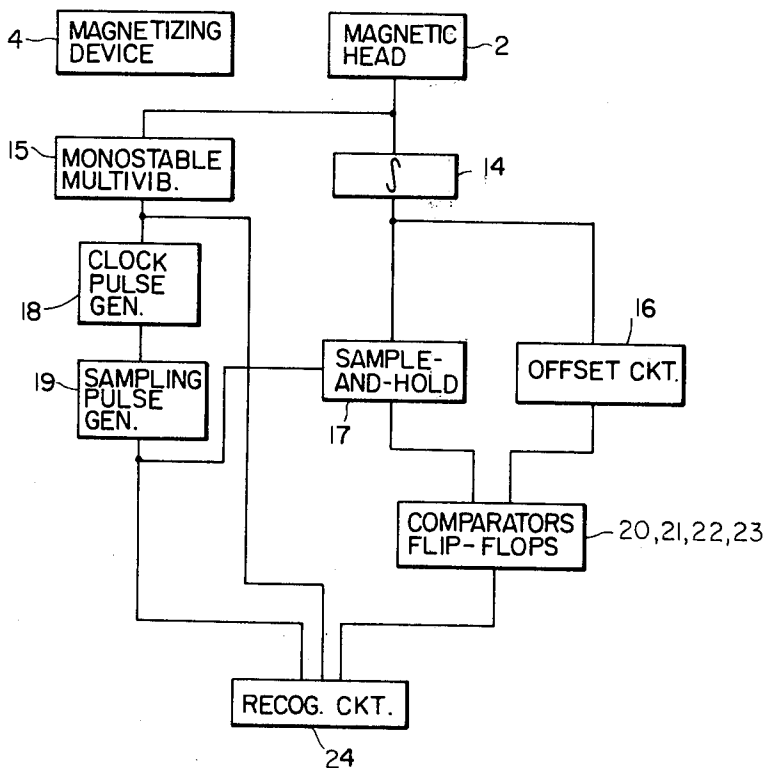 4
MAGNETIZING
DEVICE
MAGNETIC
HEAD
2
15
MONOSTABLE
MULTIVIB.
∫
14
CLOCK
PULSE
GEN.
18
16
SAMPLE-
AND-HOLD
17
OFFSET CKT.
19
SAMPLING
PULSE
GEN.
COMPARATORS
FLIP-FLOPS
20,21,22,23
RECOG. CKT.
24